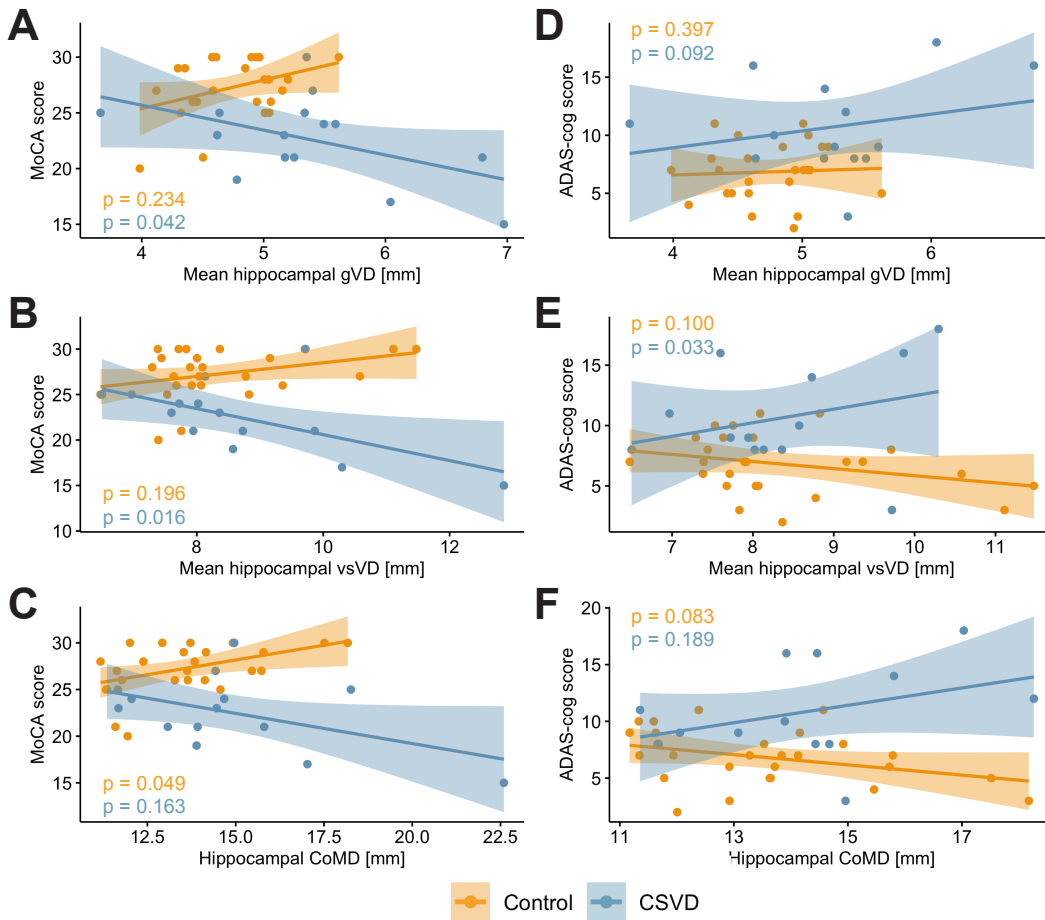 A
MoCA score
30
25
20
15
p = 0.234
p = 0.042
4
5
6
7
Mean hippocampal gVD [mm]
D
ADAS-cog score
15
10
5
p = 0.397
p = 0.092
4
5
6
Mean hippocampal gVD [mm]
B
MoCA score
30
25
20
15
10
p = 0.196
p = 0.016
8
10
12
Mean hippocampal vsVD [mm]
E
ADAS-cog score
15
10
5
p = 0.100
p = 0.033
7
8
9
10
11
Mean hippocampal vsVD [mm]
C
MoCA score
30
25
20
15
p = 0.049
p = 0.163
12.5
15.0
17.5
20.0
22.5
Hippocampal CoMD [mm]
F
ADAS-cog score
20
15
10
5
p = 0.083
p = 0.189
11
13
15
17
Hippocampal CoMD [mm]
Control
CSVD